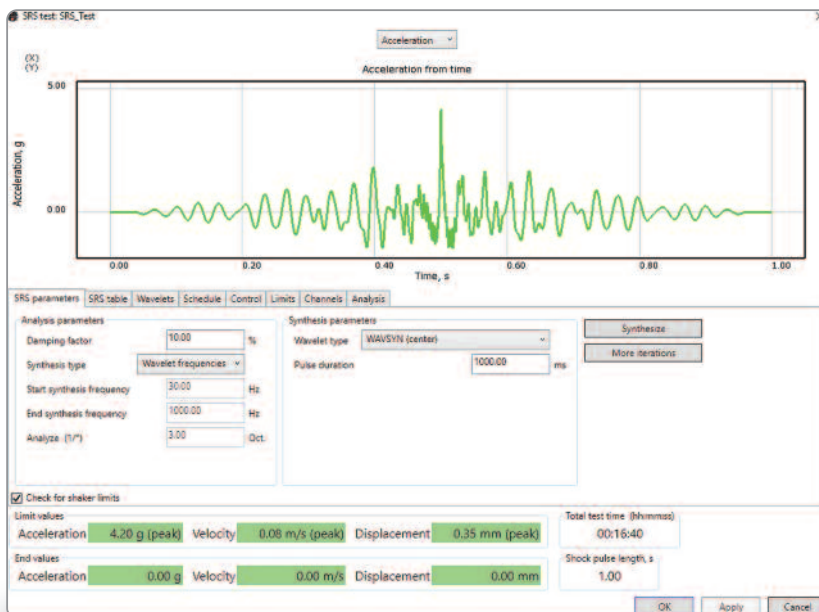 SRS test: SRS_Test
Acceleration
(X)
(Y)
Acceleration from time
5.00
Acceleration, g
0.00
0.00 0.20 0.40 0.60 0.80 1.00
Time, s
SRS parameters SRS table Wavelets Schedule Control Limits Channels Analysis
Analysis parameters
Damping factor 10.00 %
Synthesis type Wavelet frequencies
Start synthesis frequency 30.00 Hz
End synthesis frequency 1000.00 Hz
Analyze (1/*) 3.00 Oct.
Synthesis parameters
Wavelet type WAVSYN (center)
Pulse duration 1000.00 ms
Synthesize
More iterations
Check for shaker limits
Limit values
Acceleration 4.20 g (peak) Velocity 0.08 m/s (peak) Displacement 0.35 mm (peak)
Total test time (hh:mm:ss)
00:16:40
End values
Acceleration 0.00 g Velocity 0.00 m/s Displacement 0.00 mm
Shock pulse length, s
1.00
OK Apply Cancel